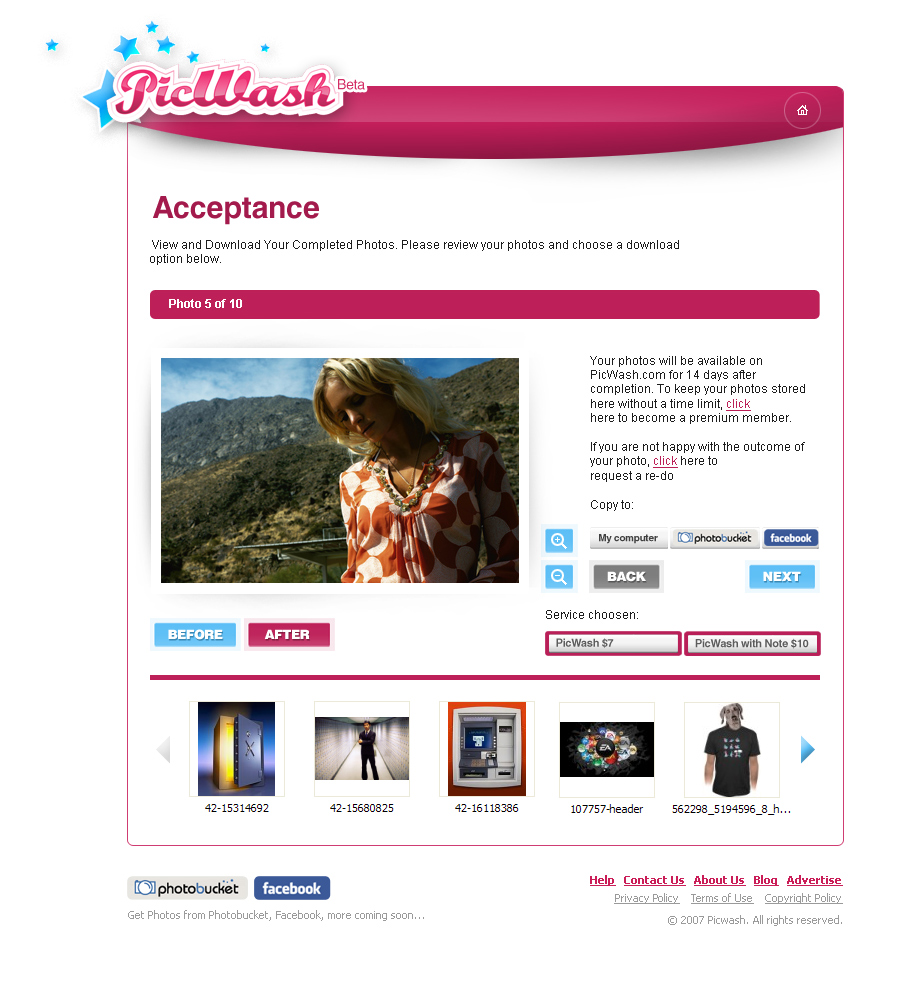 PicWash Beta
Acceptance
View and Download Your Completed Photos. Please review your photos and choose a download
option below.
Photo 5 of 10
Your photos will be available on
PicWash.com for 14 days after
completion. To keep your photos stored
here without a time limit, click
here to become a premium member.
If you are not happy with the outcome of
your photo, click here to
request a re-do
Copy to:
My computer photobucket facebook
BACK NEXT
Service choosen:
BEFORE AFTER
PicWash $7 PicWash with Note $10
EA
42-15314692 42-15680825 42-16118386 107757-header 562298_5194596_8_h...
photobucket facebook
Get Photos from Photobucket, Facebook, more coming soon...
Help Contact Us About Us Blog Advertise
Privacy Policy Terms of Use Copyright Policy
© 2007 Picwash. All rights reserved.